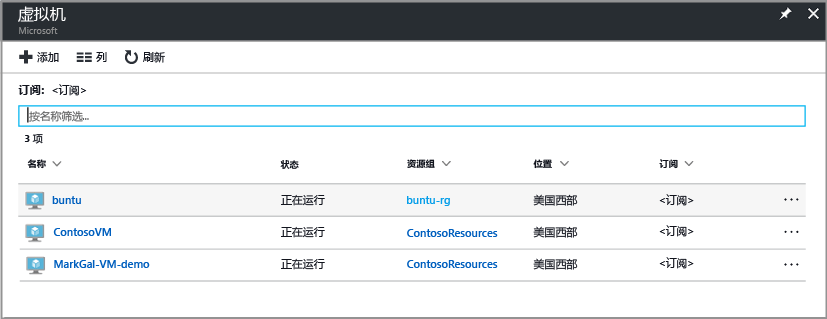 虚拟机
Microsoft
添加 列 刷新
订阅: <订阅>
按名称筛选...
3 项
名称 状态 资源组 位置 订阅
buntu 正在运行 buntu-rg 美国西部 <订阅> ...
ContosoVM 正在运行 ContosoResources 美国西部 <订阅> ...
MarkGal-VM-demo 正在运行 ContosoResources 美国西部 <订阅> ...